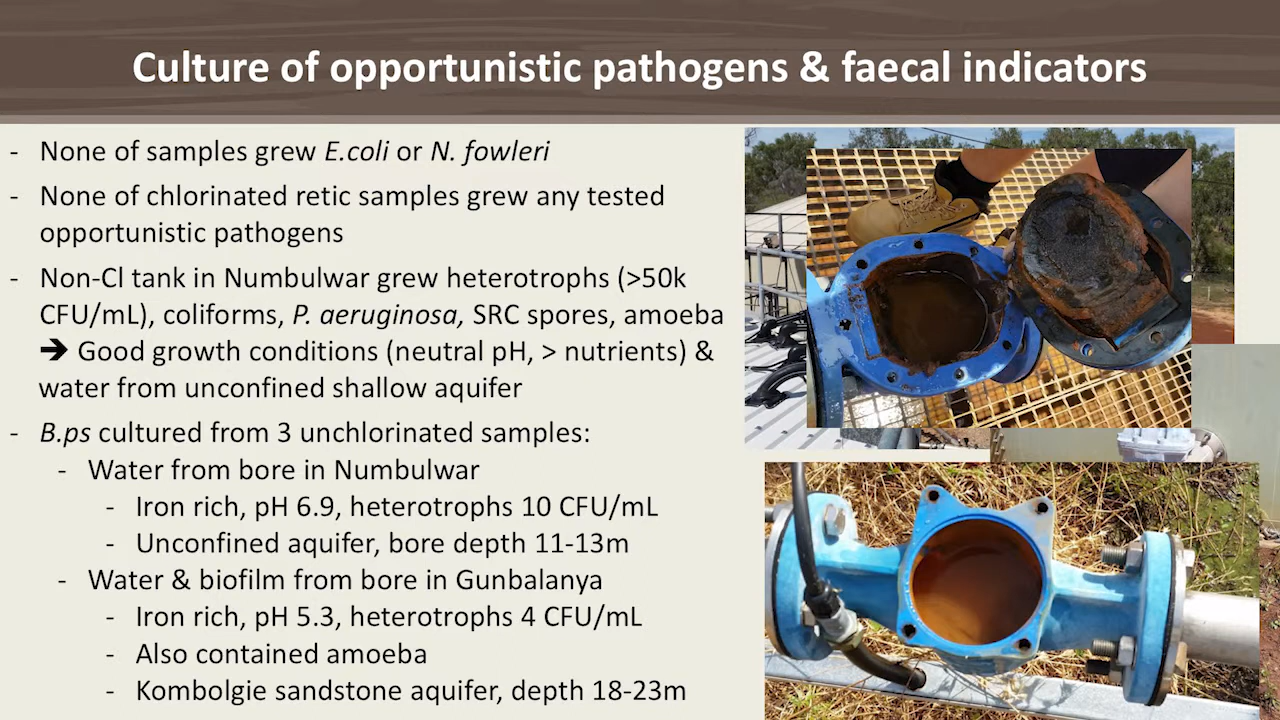 Culture of opportunistic pathogens & faecal indicators
- None of samples grew E.coli or N. fowleri
- None of chlorinated retic samples grew any tested
opportunistic pathogens
- Non-Cl tank in Numbulwar grew heterotrophs (>50k
CFU/mL), coliforms, P. aeruginosa, SRC spores, amoeba
➔ Good growth conditions (neutral pH, > nutrients) &
water from unconfined shallow aquifer
- B.ps cultured from 3 unchlorinated samples:
- Water from bore in Numbulwar
- Iron rich, pH 6.9, heterotrophs 10 CFU/mL
- Unconfined aquifer, bore depth 11-13m
- Water & biofilm from bore in Gunbalanya
- Iron rich, pH 5.3, heterotrophs 4 CFU/mL
- Also contained amoeba
- Kombolgie sandstone aquifer, depth 18-23m